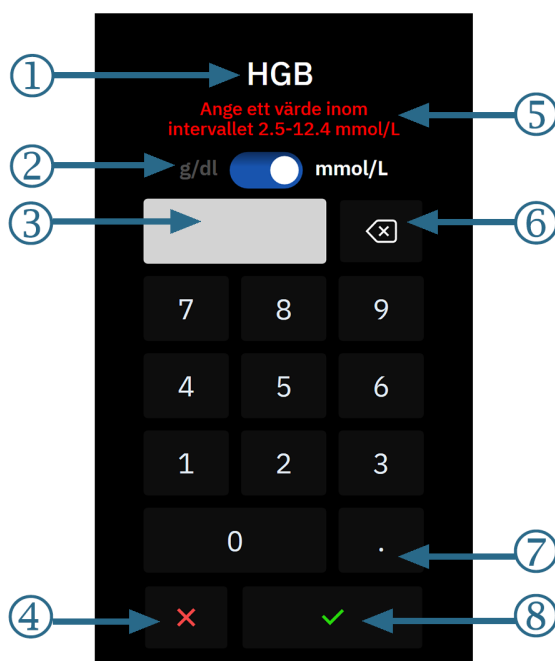 ① HGB
Ange ett värde inom
intervallet 2.5-12.4 mmol/L ⑤
② g/dl mmol/L
③ ⑥
7 8 9
4 5 6
1 2 3
0 . ⑦
④ ⑧